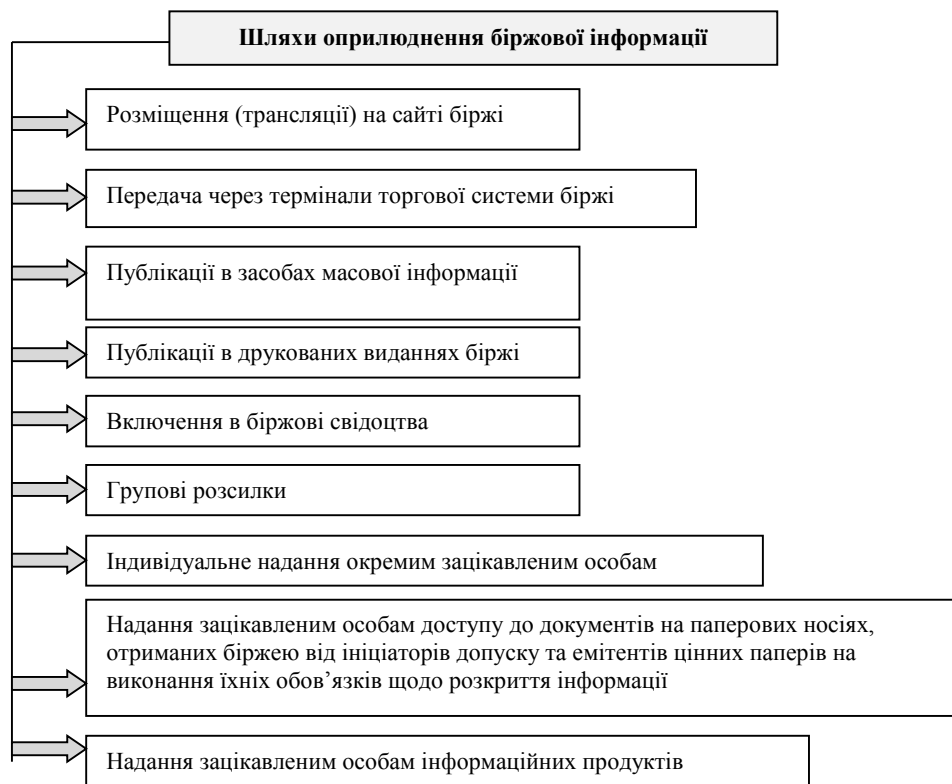 Шляхи оприлюднення біржової інформації
Розміщення (трансляції) на сайті біржі
Передача через термінали торгової системи біржі
Публікації в засобах масової інформації
Публікації в друкованих виданнях біржі
Включення в біржові свідоцтва
Групові розсилки
Індивідуальне надання окремим зацікавленим особам
Надання зацікавленим особам доступу до документів на паперових носіях,
отриманих біржею від ініціаторів допуску та емітентів цінних паперів на
виконання їхніх обов’язків щодо розкриття інформації
Надання зацікавленим особам інформаційних продуктів